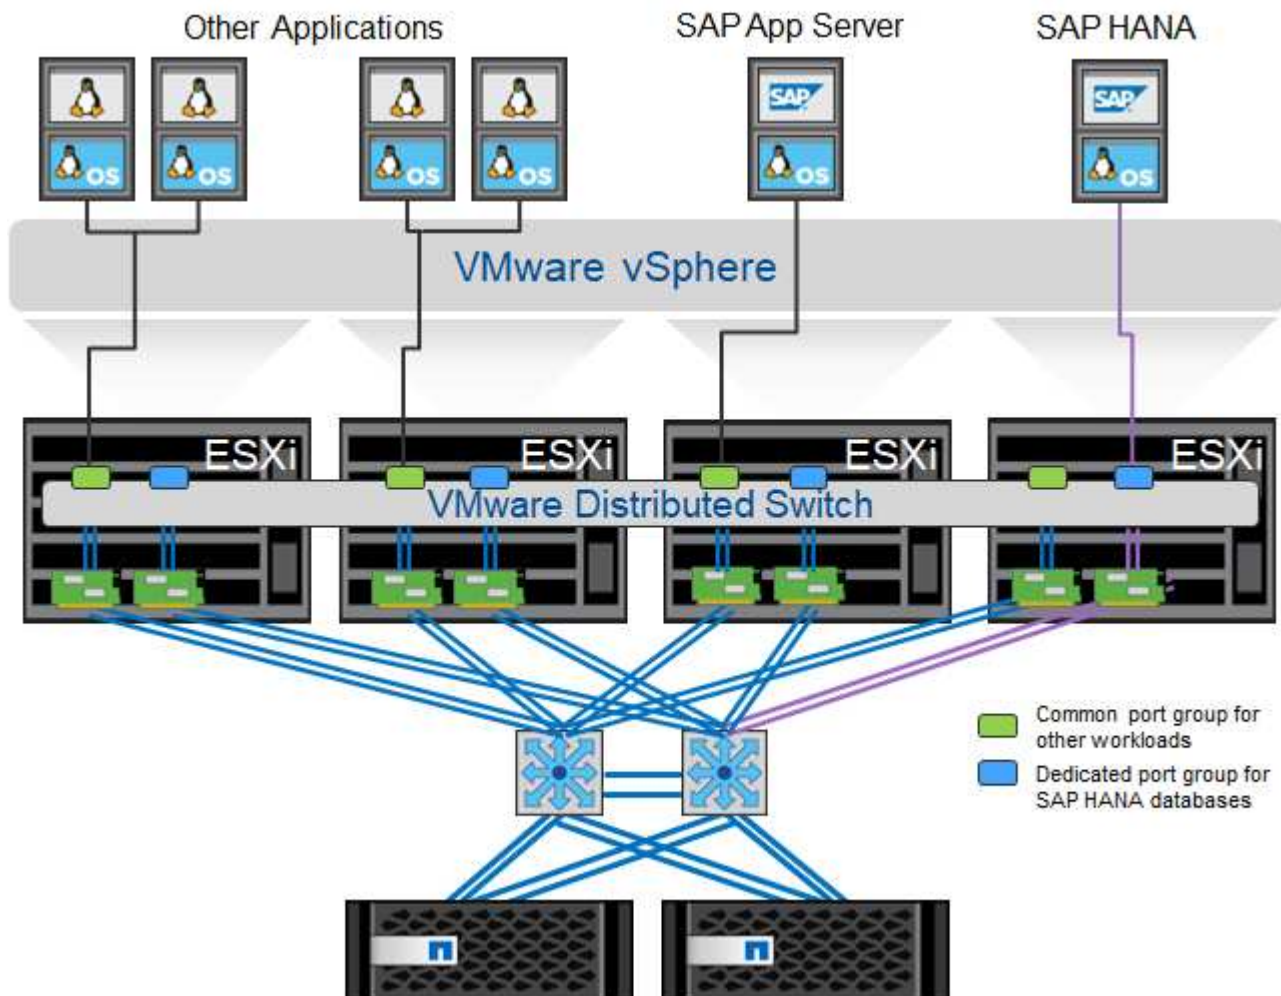 Other Applications
SAP App Server
SAP HANA
SAP
SAP
OS
OS
OS
OS
OS
OS
VMware vSphere
ESXi
ESXi
ESXi
ESXi
VMware Distributed Switch
Common port group for
other workloads
Dedicated port group for
SAP HANA databases